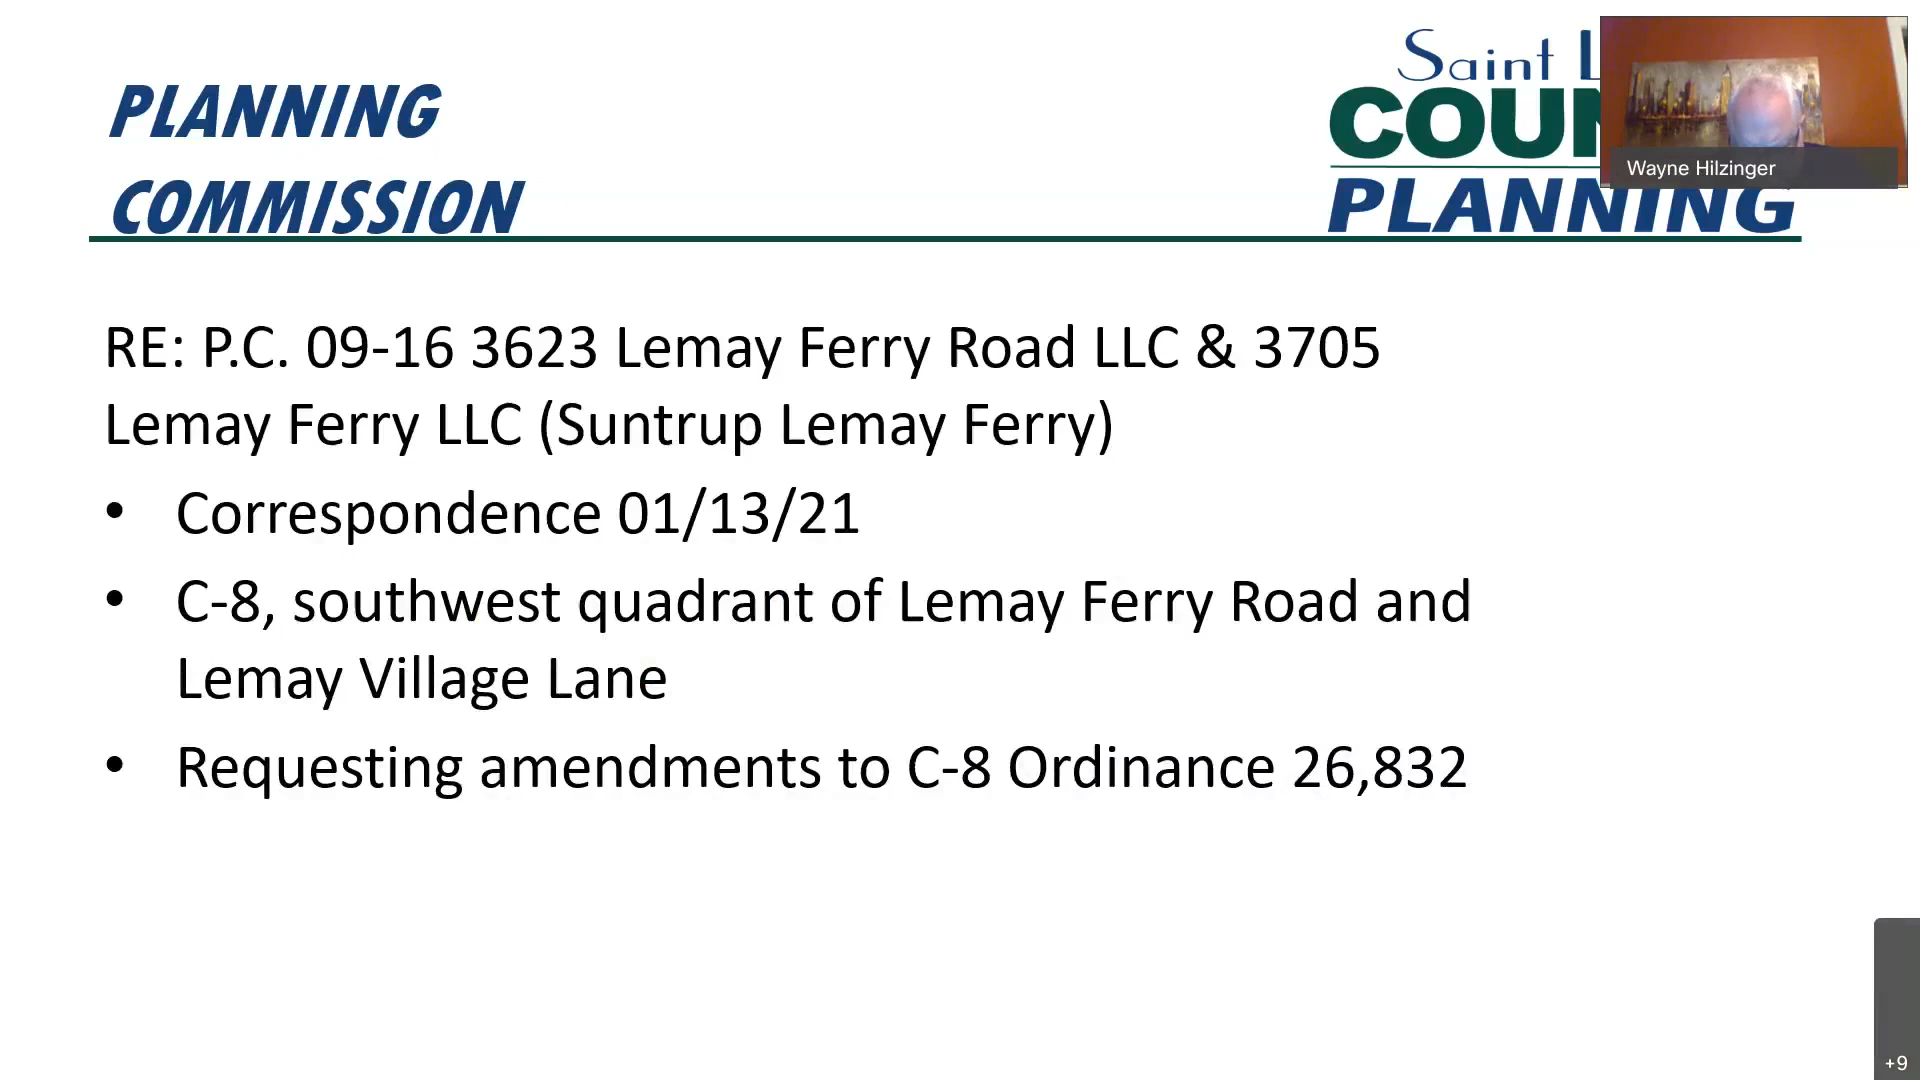 PLANNING
COMMISSION
Saint
PLANNING
Wayne Hilzinger
RE: P.C. 09-16 3623 Lemay Ferry Road LLC & 3705
Lemay Ferry LLC (Suntrup Lemay Ferry)
• Correspondence 01/13/21
• C-8, southwest quadrant of Lemay Ferry Road and
Lemay Village Lane
• Requesting amendments to C-8 Ordinance 26,832
+9